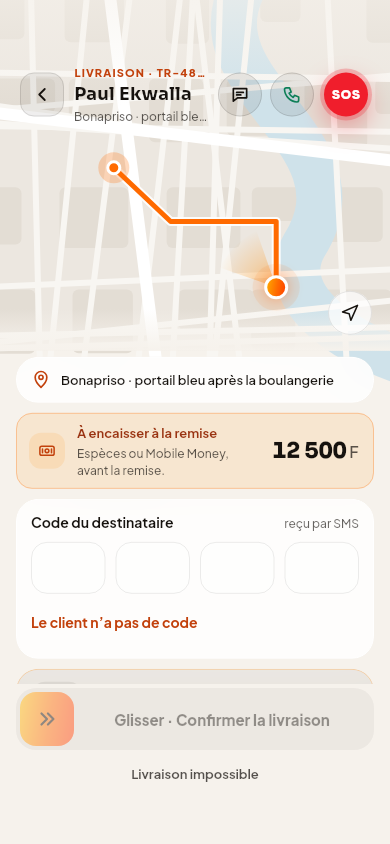 LIVRAISON · TR-48…
Paul Ekwalla
Bonapriso · portail ble…
SOS
Bonapriso · portail bleu après la boulangerie
À encaisser à la remise
Espèces ou Mobile Money,
avant la remise.
12 500 F
Code du destinataire
reçu par SMS
Le client n’a pas de code
Glisser · Confirmer la livraison
Livraison impossible